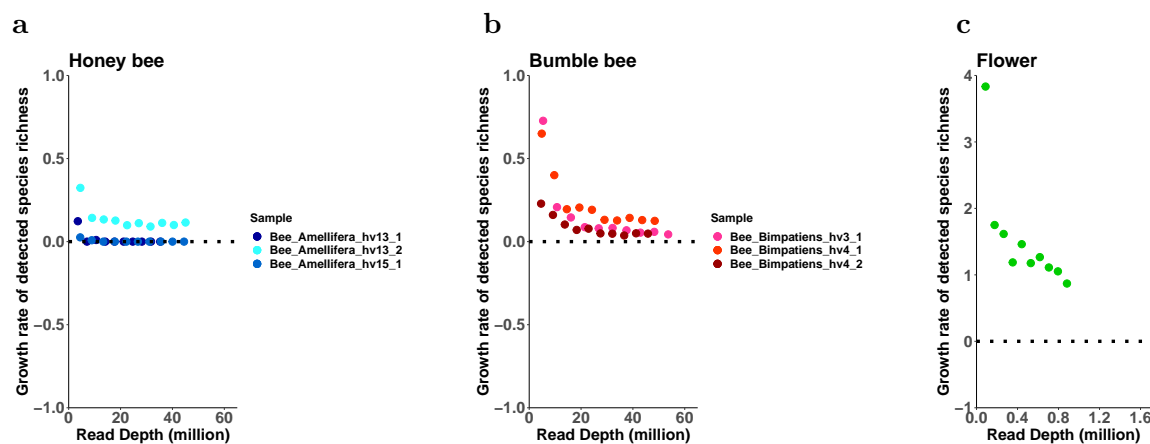 a
Honey bee
Growth rate of detected species richness
1.0
0.5
0.0
−0.5
−1.0
0
20
40
60
Read Depth (million)
Sample
Bee_Amellifera_hv13_1
Bee_Amellifera_hv13_2
Bee_Amellifera_hv15_1
b
Bumble bee
Growth rate of detected species richness
1.0
0.5
0.0
−0.5
−1.0
0
20
40
60
Read Depth (million)
Sample
Bee_Bimpatiens_hv3_1
Bee_Bimpatiens_hv4_1
Bee_Bimpatiens_hv4_2
c
Flower
Growth rate of detected species richness
4
3
2
1
0
−1
0.0
0.4
0.8
1.2
1.6
Read Depth (million)